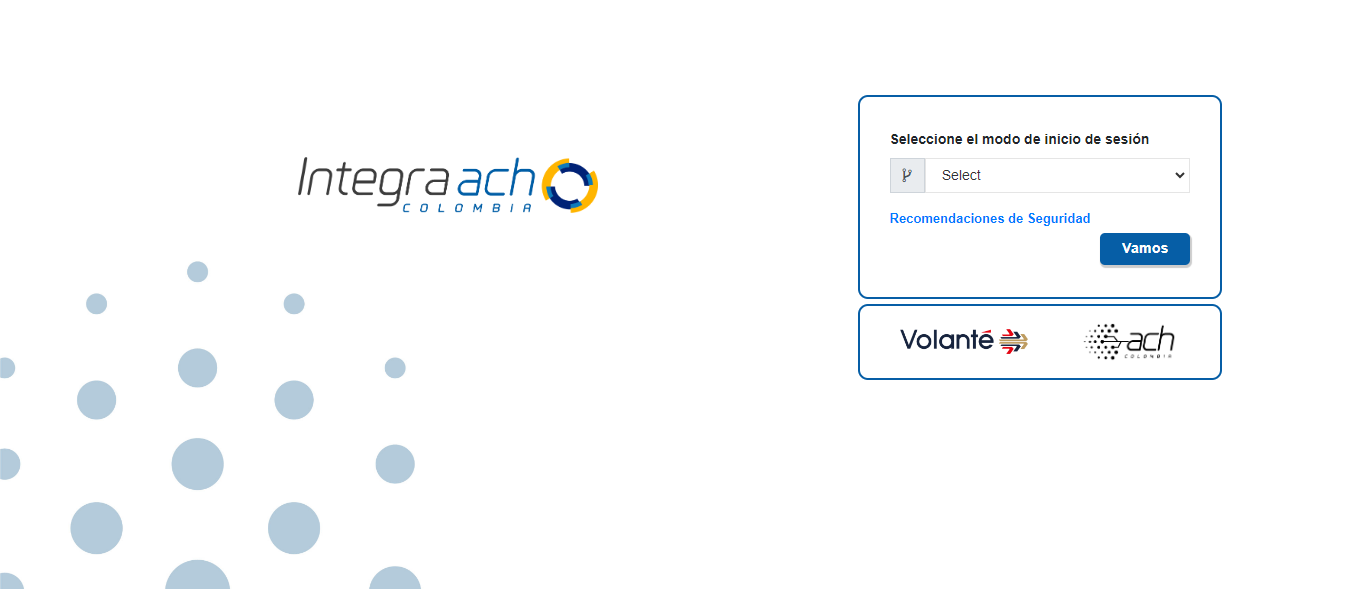 Integra ach
COLOMBIA
Seleccione el modo de inicio de sesión
Select
Recomendaciones de Seguridad
Vamos
Volanté
ach
COLOMBIA